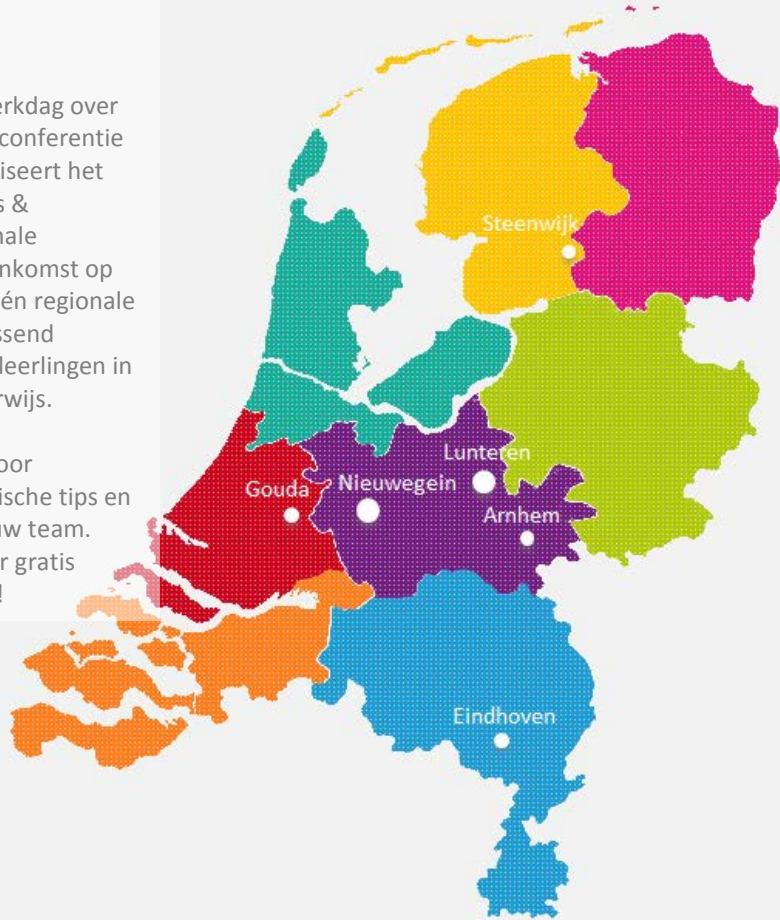 erkdag over
conferentie
iseert het
s &
nale
nkomst op
één regionale
ssend
leerlingen in
rwijs.
oor
ische tips en
uw team.
r gratis
!
Steenwijk
Lunteren
Gouda
Nieuwegein
Arnhem
Eindhoven